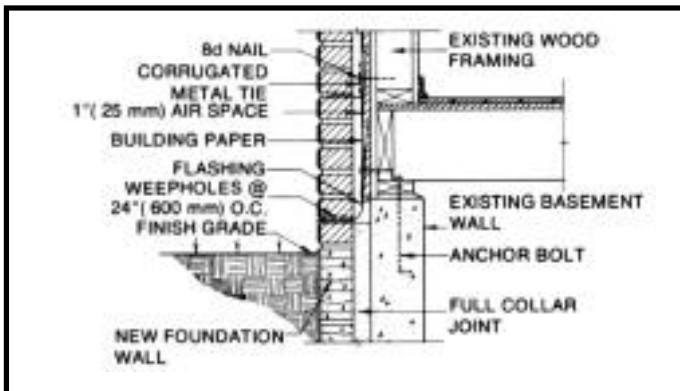 8d NAIL
CORRUGATED
METAL TIE
1"( 25 mm) AIR SPACE
BUILDING PAPER
FLASHING
WEEPHOLES @
24"( 600 mm) O.C.
FINISH GRADE
NEW FOUNDATION
WALL
EXISTING WOOD
FRAMING
EXISTING BASEMENT
WALL
ANCHOR BOLT
FULL COLLAR
JOINT